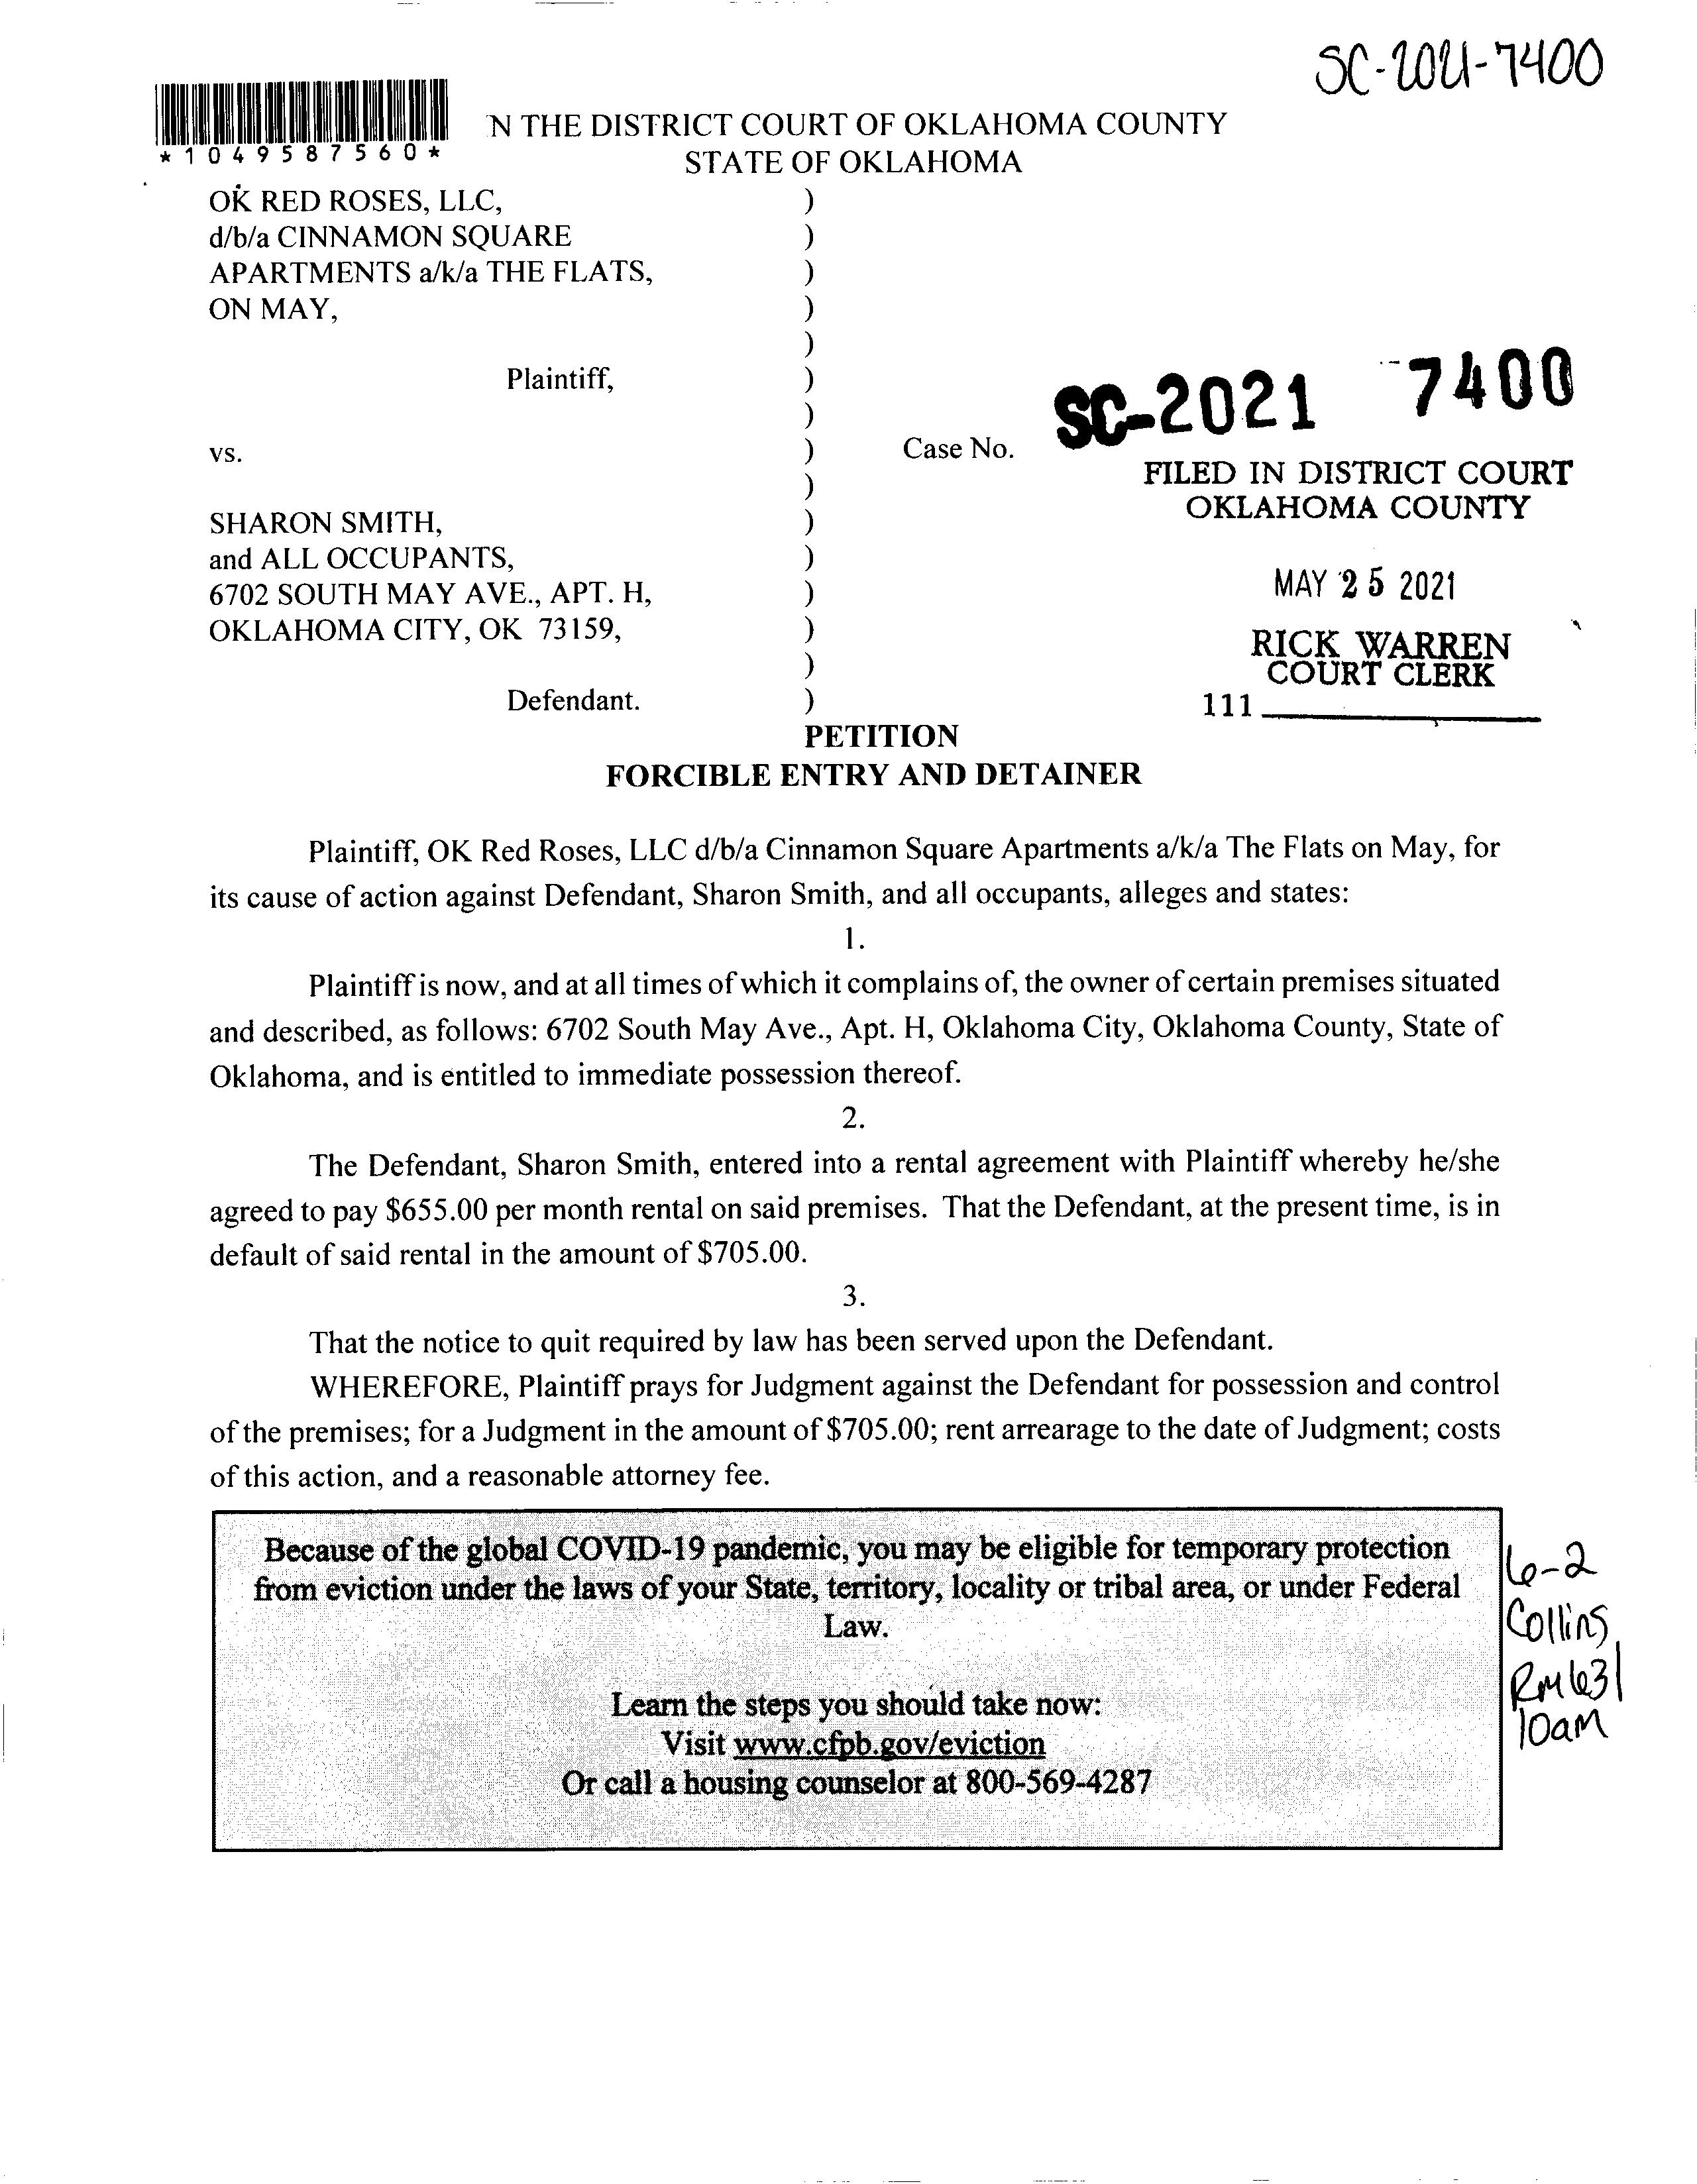 SC-2021-7400
*1049587560*
'N THE DISTRICT COURT OF OKLAHOMA COUNTY
STATE OF OKLAHOMA
OK RED ROSES, LLC, )
d/b/a CINNAMON SQUARE )
APARTMENTS a/k/a THE FLATS, )
ON MAY, )
)
Plaintiff, )
)
vs. ) Case No. SC-2021 -7400
)
FILED IN DISTRICT COURT
OKLAHOMA COUNTY
SHARON SMITH, )
and ALL OCCUPANTS, )
6702 SOUTH MAY AVE., APT. H, ) MAY 25 2021
OKLAHOMA CITY, OK 73159, )
) RICK WARREN
COURT CLERK
Defendant. ) 111
PETITION
FORCIBLE ENTRY AND DETAINER
Plaintiff, OK Red Roses, LLC d/b/a Cinnamon Square Apartments a/k/a The Flats on May, for
its cause of action against Defendant, Sharon Smith, and all occupants, alleges and states:
1.
Plaintiff is now, and at all times of which it complains of, the owner of certain premises situated
and described, as follows: 6702 South May Ave., Apt. H, Oklahoma City, Oklahoma County, State of
Oklahoma, and is entitled to immediate possession thereof.
2.
The Defendant, Sharon Smith, entered into a rental agreement with Plaintiff whereby he/she
agreed to pay $655.00 per month rental on said premises. That the Defendant, at the present time, is in
default of said rental in the amount of $705.00.
3.
That the notice to quit required by law has been served upon the Defendant.
WHEREFORE, Plaintiff prays for Judgment against the Defendant for possession and control
of the premises; for a Judgment in the amount of $705.00; rent arrearage to the date of Judgment; costs
of this action, and a reasonable attorney fee.
Because of the global COVID-19 pandemic, you may be eligible for temporary protection
from eviction under the laws of your State, territory, locality or tribal area, or under Federal
Law.
Learn the steps you should take now:
Visit www.cfpb.gov/eviction
Or call a housing counselor at 800-569-4287
6-2
Collins
RM 631
10am